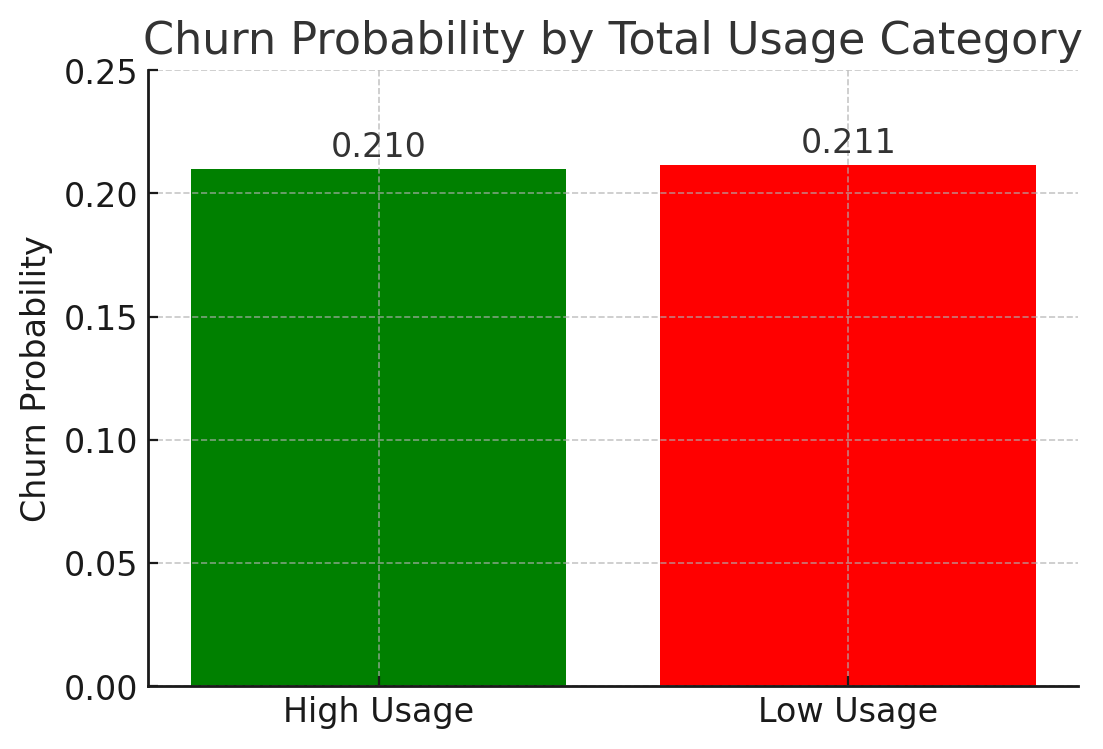 Churn Probability by Total Usage Category
Churn Probability
0.25
0.20
0.15
0.10
0.05
0.00
0.210
0.211
High Usage
Low Usage